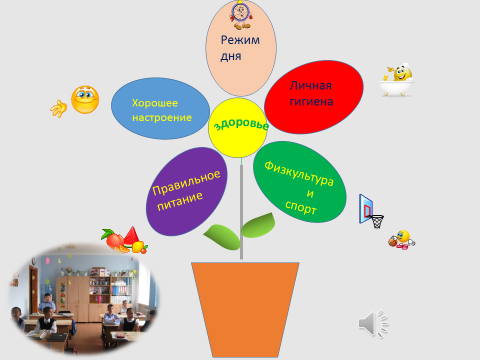 Режим
дня
Личная
гигиена
Хорошее
настроение
здоровье
Правильное
питание
Физкультура
и
спорт